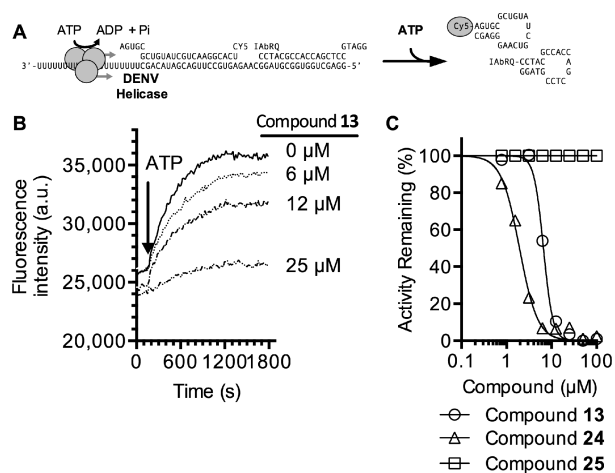 A
ATP ADP + Pi
AGUGC CY5 IAbRQ GTAGG
GCUGUAUCGUCAAGGCACU CCTACGCCACCAGCTCC
3'-UUUUUUUUUUUUCGACAUAGCAGUUCCGUGAGAACGGAUGCGGUGGUCGAGG-5'
DENV
Helicase
ATP
GCUGUA
Cy5 AGUGC U
CGAGG C
GAACUG
GCCACC
IAbRQ-CCTAC A
GGATG G
CCTC
B
Compound 13
ATP
0 µM
6 µM
12 µM
25 µM
Fluorescence
intensity (a.u.)
35,000
30,000
25,000
20,000
0 600 1200 1800
Time (s)
C
Activity Remaining (%)
100
80
60
40
20
0
0.1 1 10 100
Compound (µM)
Compound 13
Compound 24
Compound 25